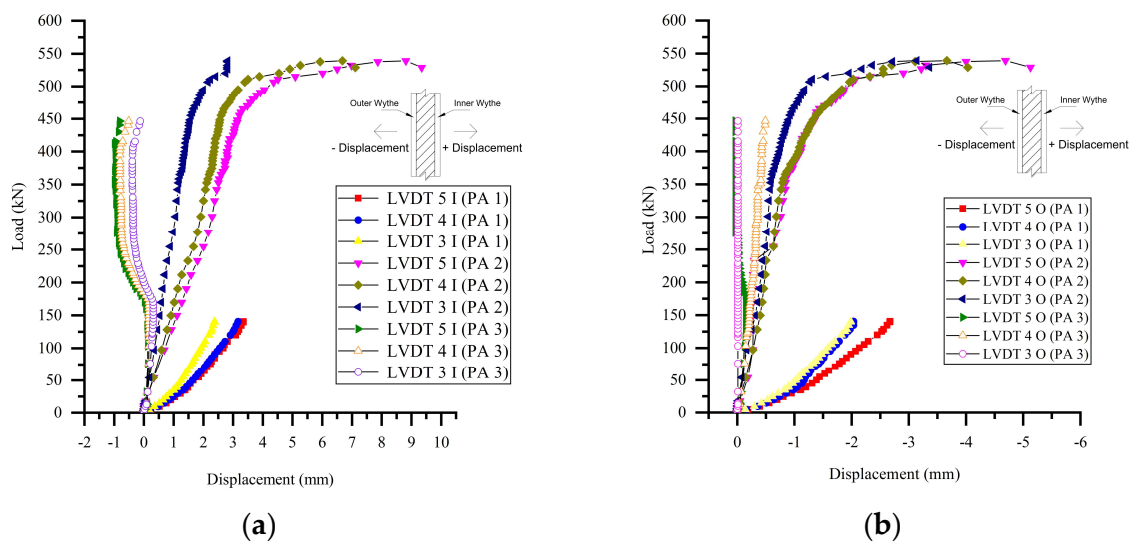 600
550
500
450
400
350
300
250
200
150
100
50
0
Load (kN)
-2 -1 0 1 2 3 4 5 6 7 8 9 10
Displacement (mm)
Outer Wythe
Inner Wythe
- Displacement
+ Displacement
LVDT 5 I (PA 1)
LVDT 4 I (PA 1)
LVDT 3 I (PA 1)
LVDT 5 I (PA 2)
LVDT 4 I (PA 2)
LVDT 3 I (PA 2)
LVDT 5 I (PA 3)
LVDT 4 I (PA 3)
LVDT 3 I (PA 3)
(a)
600
550
500
450
400
350
300
250
200
150
100
50
0
Load (kN)
0 -1 -2 -3 -4 -5 -6
Displacement (mm)
Outer Wythe
Inner Wythe
- Displacement
+ Displacement
LVDT 5 O (PA 1)
LVDT 4 O (PA 1)
LVDT 3 O (PA 1)
LVDT 5 O (PA 2)
LVDT 4 O (PA 2)
LVDT 3 O (PA 2)
LVDT 5 O (PA 3)
LVDT 4 O (PA 3)
LVDT 3 O (PA 3)
(b)